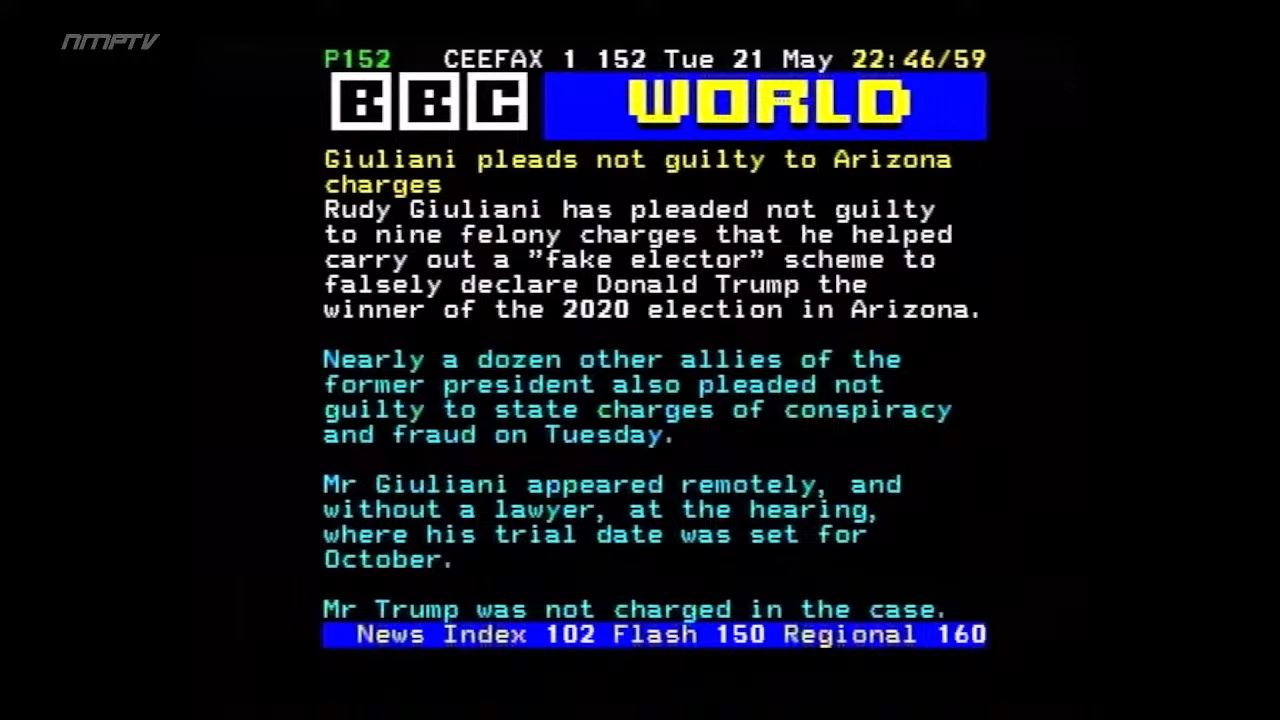 NMPTV
P152 CEEFAX 1 152 Tue 21 May 22:46/59
BBC WORLD
Giuliani pleads not guilty to Arizona
charges
Rudy Giuliani has pleaded not guilty
to nine felony charges that he helped
carry out a "fake elector" scheme to
falsely declare Donald Trump the
winner of the 2020 election in Arizona.
Nearly a dozen other allies of the
former president also pleaded not
guilty to state charges of conspiracy
and fraud on Tuesday.
Mr Giuliani appeared remotely, and
without a lawyer, at the hearing,
where his trial date was set for
October.
Mr Trump was not charged in the case.
News Index 102 Flash 150 Regional 160